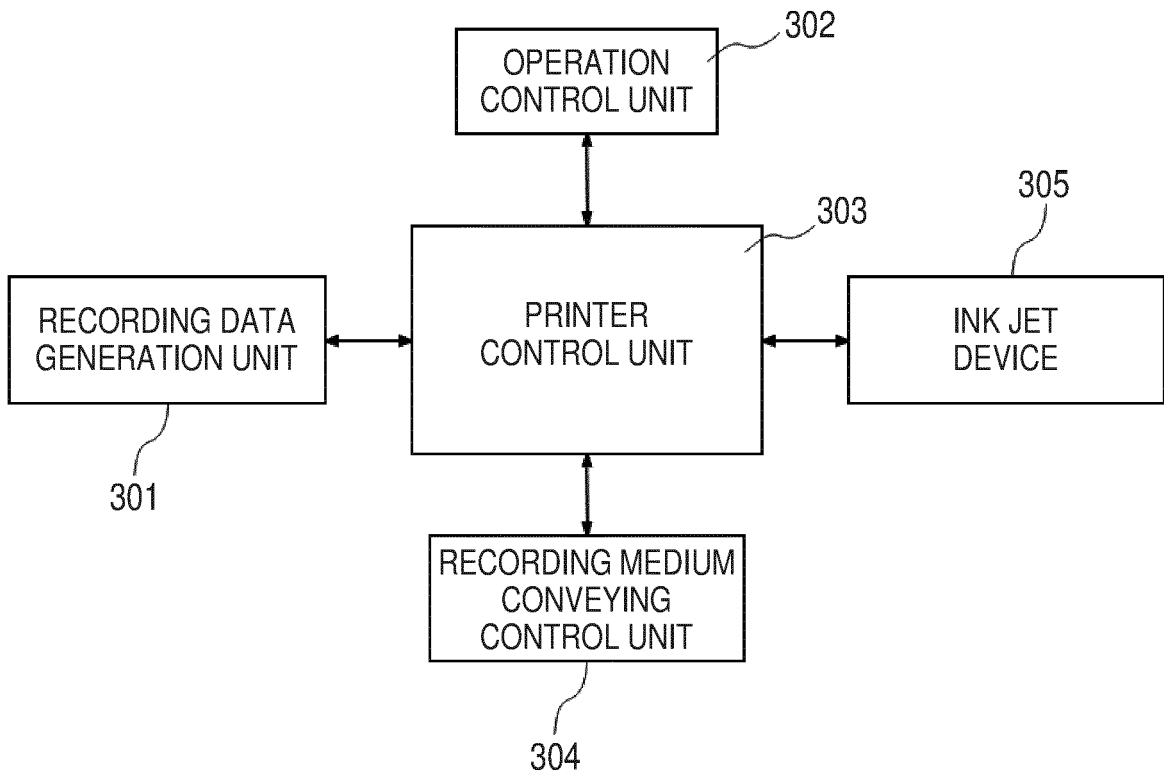 302
OPERATION
CONTROL UNIT
303
305
RECORDING DATA
GENERATION UNIT
PRINTER
CONTROL UNIT
INK JET
DEVICE
301
RECORDING MEDIUM
CONVEYING
CONTROL UNIT
304